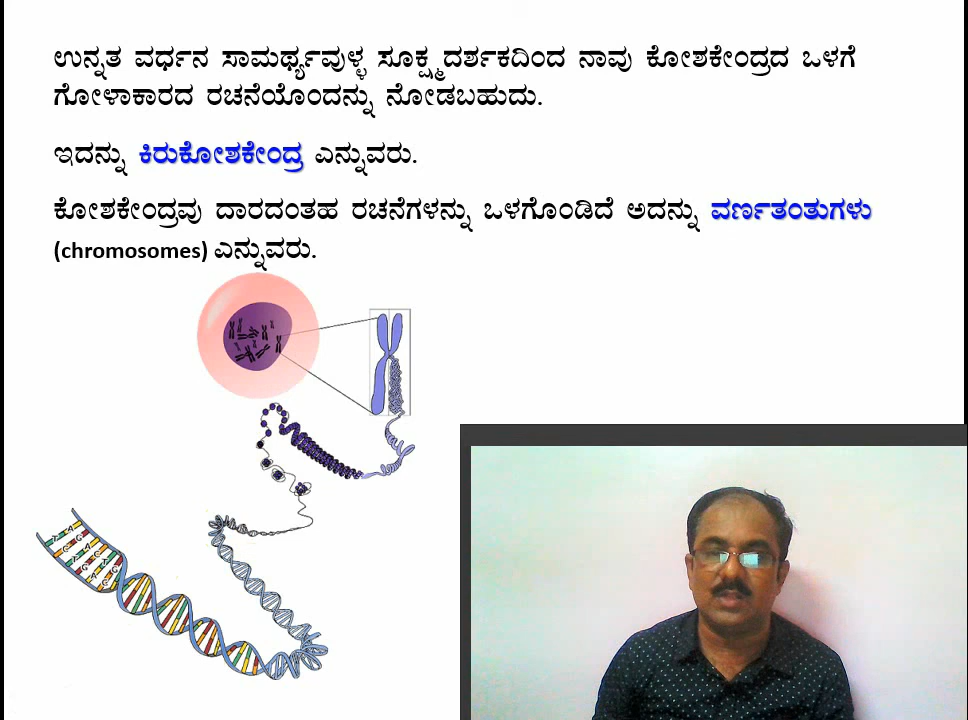 ಉನ್ನತ ವರ್ಧನ ಸಾಮರ್ಥ್ಯವುಳ್ಳ ಸೂಕ್ಷ್ಮದರ್ಶಕದಿಂದ ನಾವು ಕೋಶಕೇಂದ್ರದ ಒಳಗೆ
ಗೋಳಾಕಾರದ ರಚನೆಯೊಂದನ್ನು ನೋಡಬಹುದು.
ಇದನ್ನು ಕಿರುಕೋಶಕೇಂದ್ರ ಎನ್ನುವರು.
ಕೋಶಕೇಂದ್ರವು ದಾರದಂತಹ ರಚನೆಗಳನ್ನು ಒಳಗೊಂಡಿದೆ ಅದನ್ನು ವರ್ಣತಂತುಗಳು
(chromosomes) ಎನ್ನುವರು.